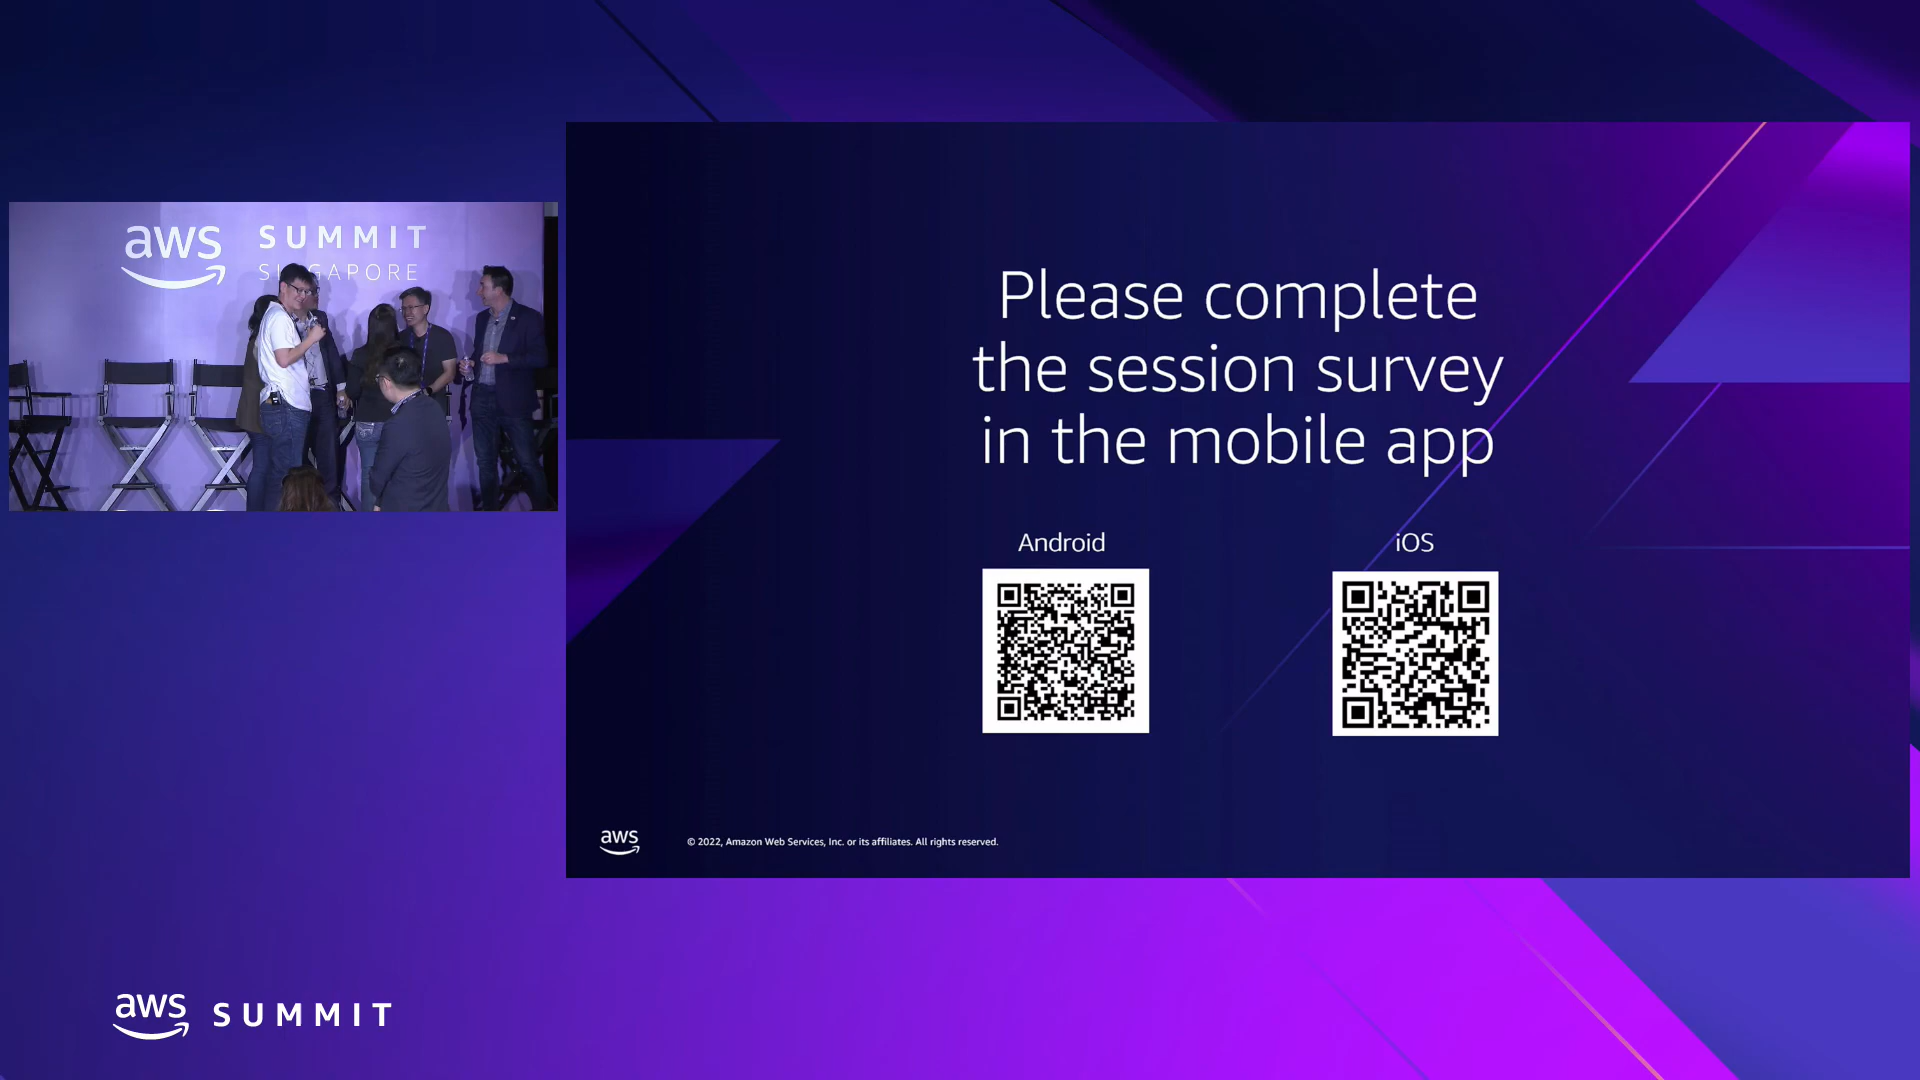 aws SUMMIT
SINGAPORE
Please complete
the session survey
in the mobile app
Android
iOS
aws
© 2022, Amazon Web Services, Inc. or its affiliates. All rights reserved.
aws SUMMIT